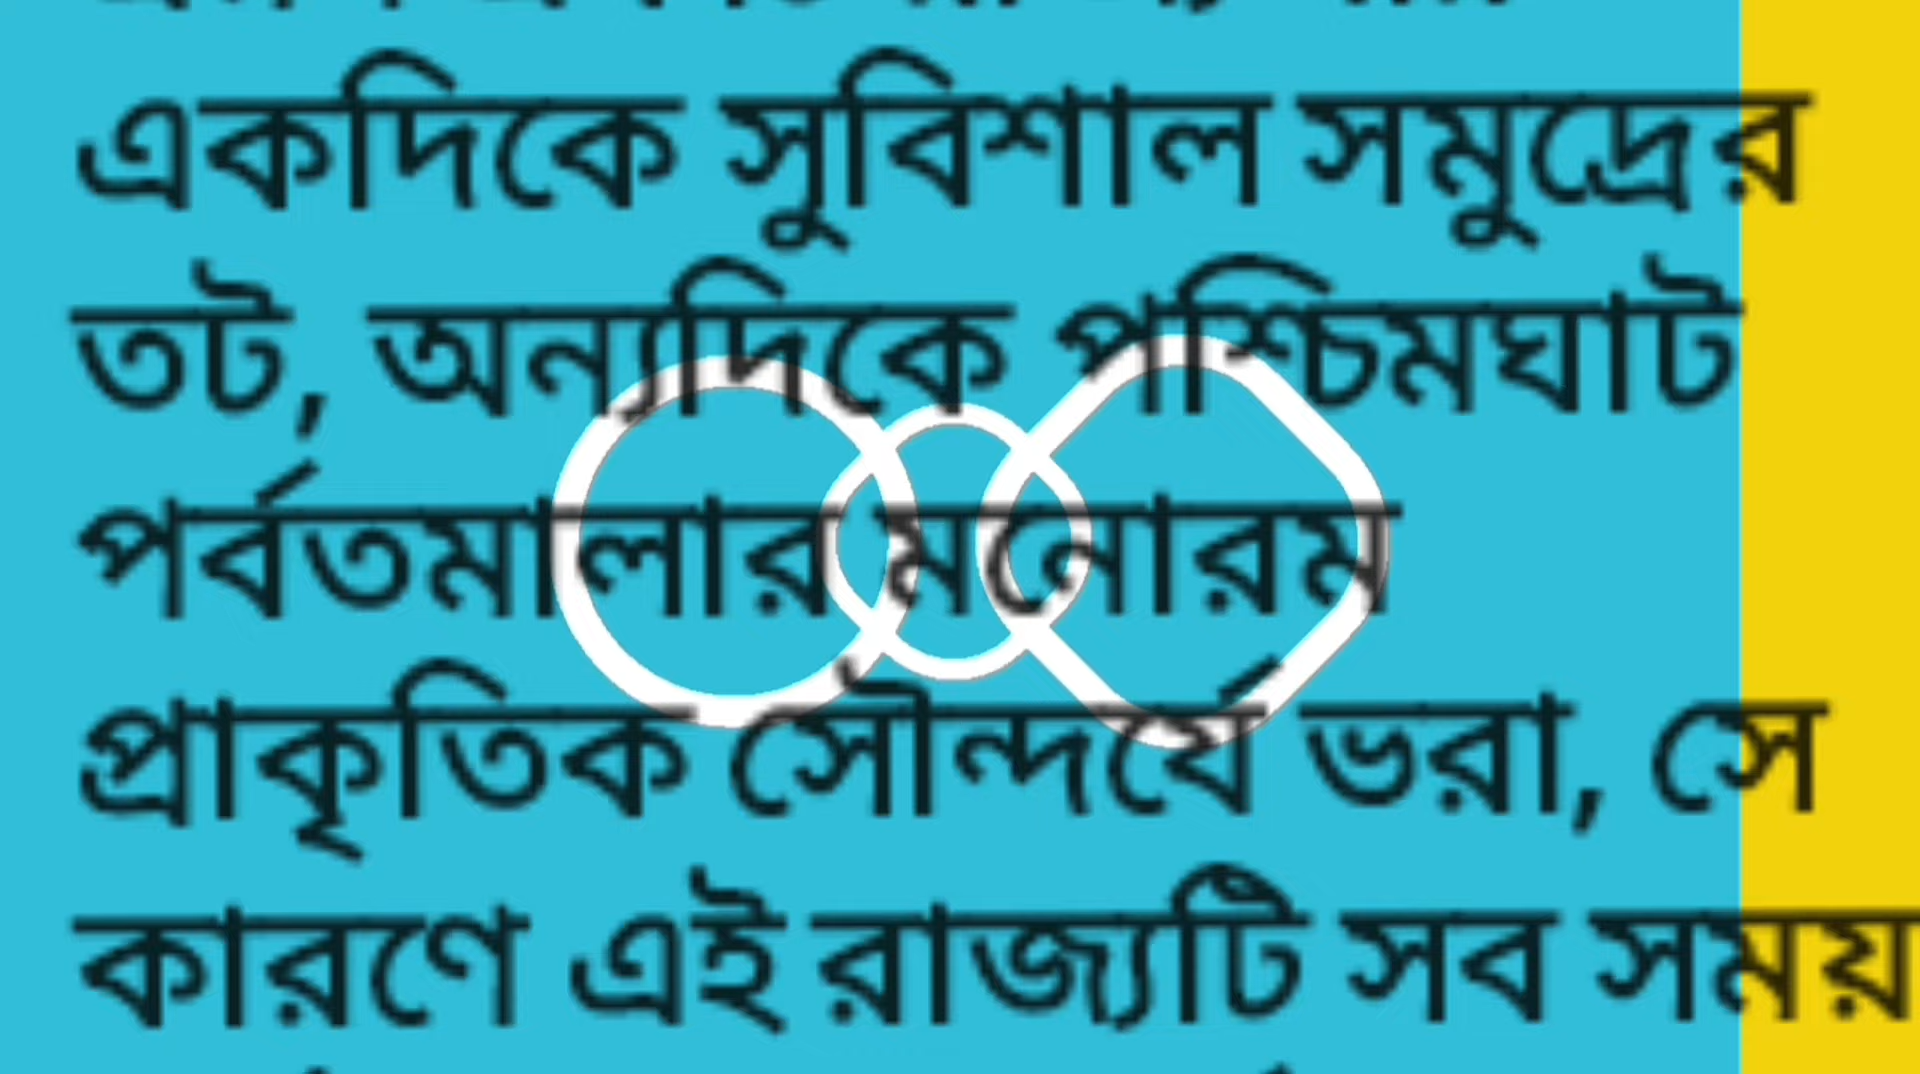 একদিকে সুবিশাল সমুদ্রের
তট, অন্যদিকে পশ্চিমঘাট
পর্বতমালার মনোরম
প্রাকৃতিক সৌন্দর্যে ভরা, সে
কারণে এই রাজ্যটি সব সময়